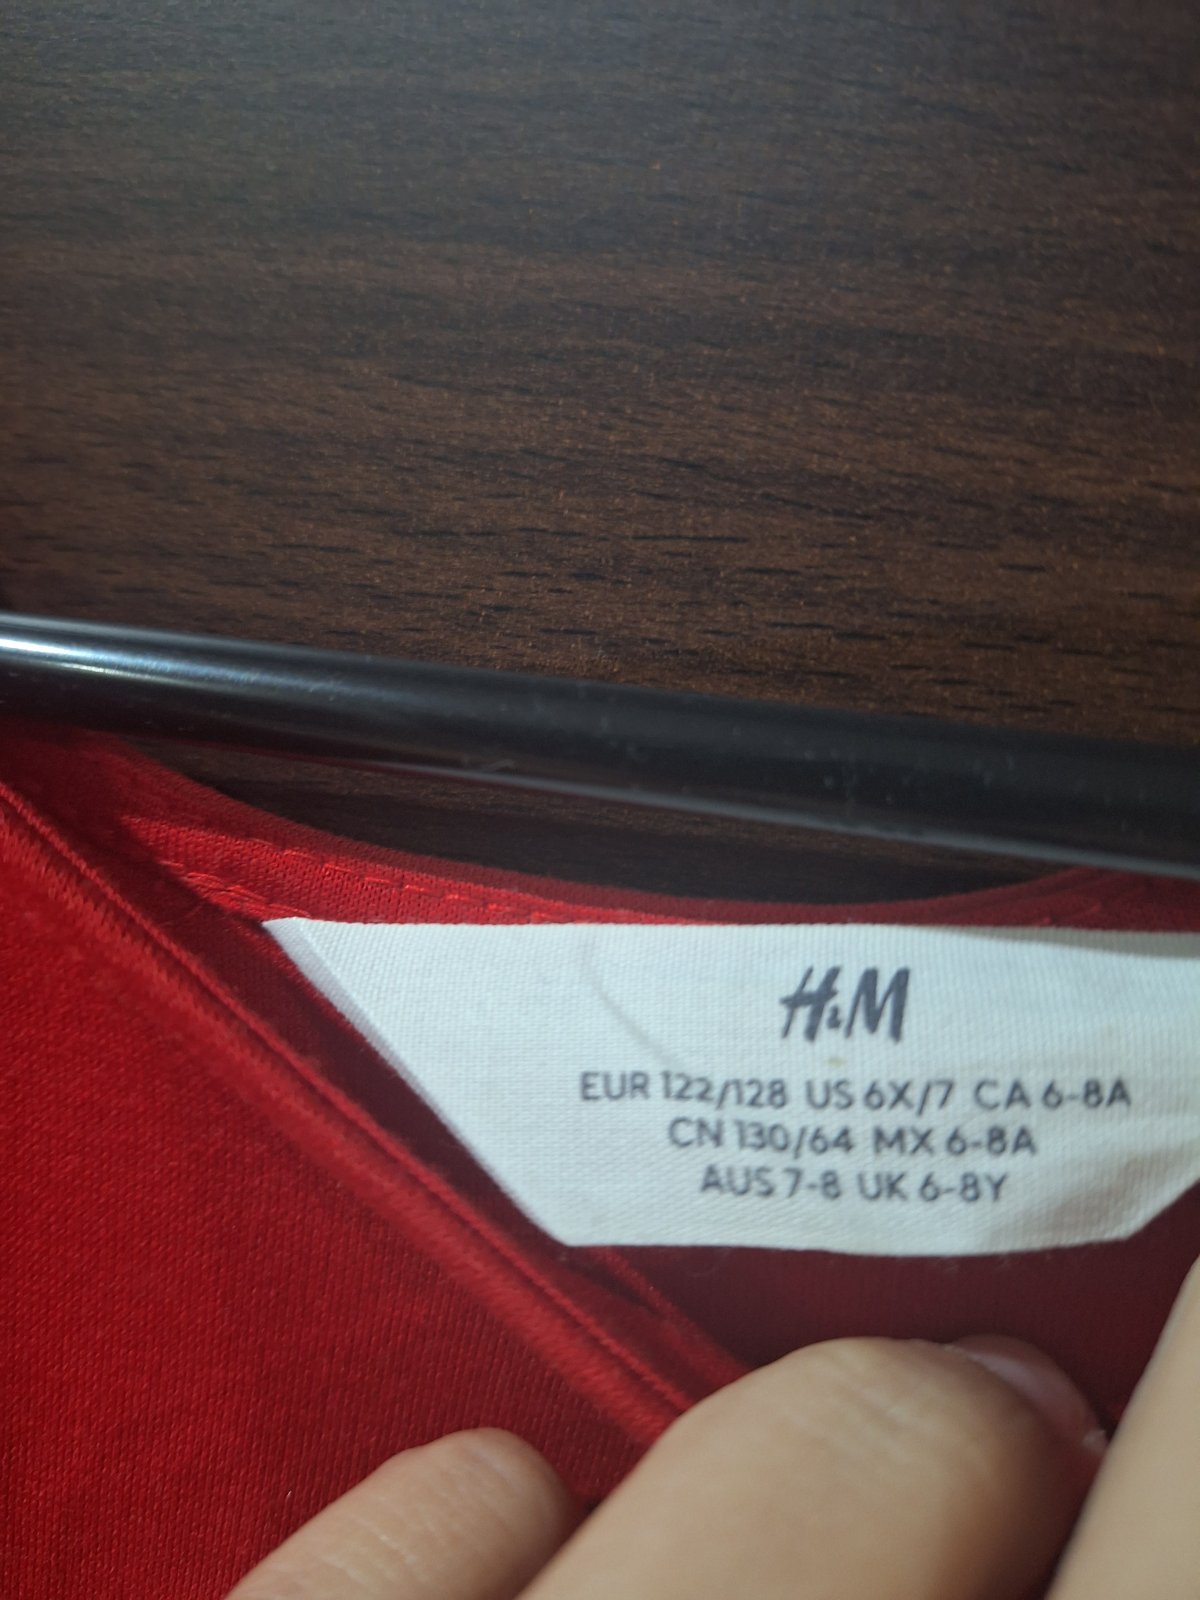 H&M
EUR 122/128 US 6X/7 CA 6-8A
CN 130/64 MX 6-8A
AUS 7-8 UK 6-8Y